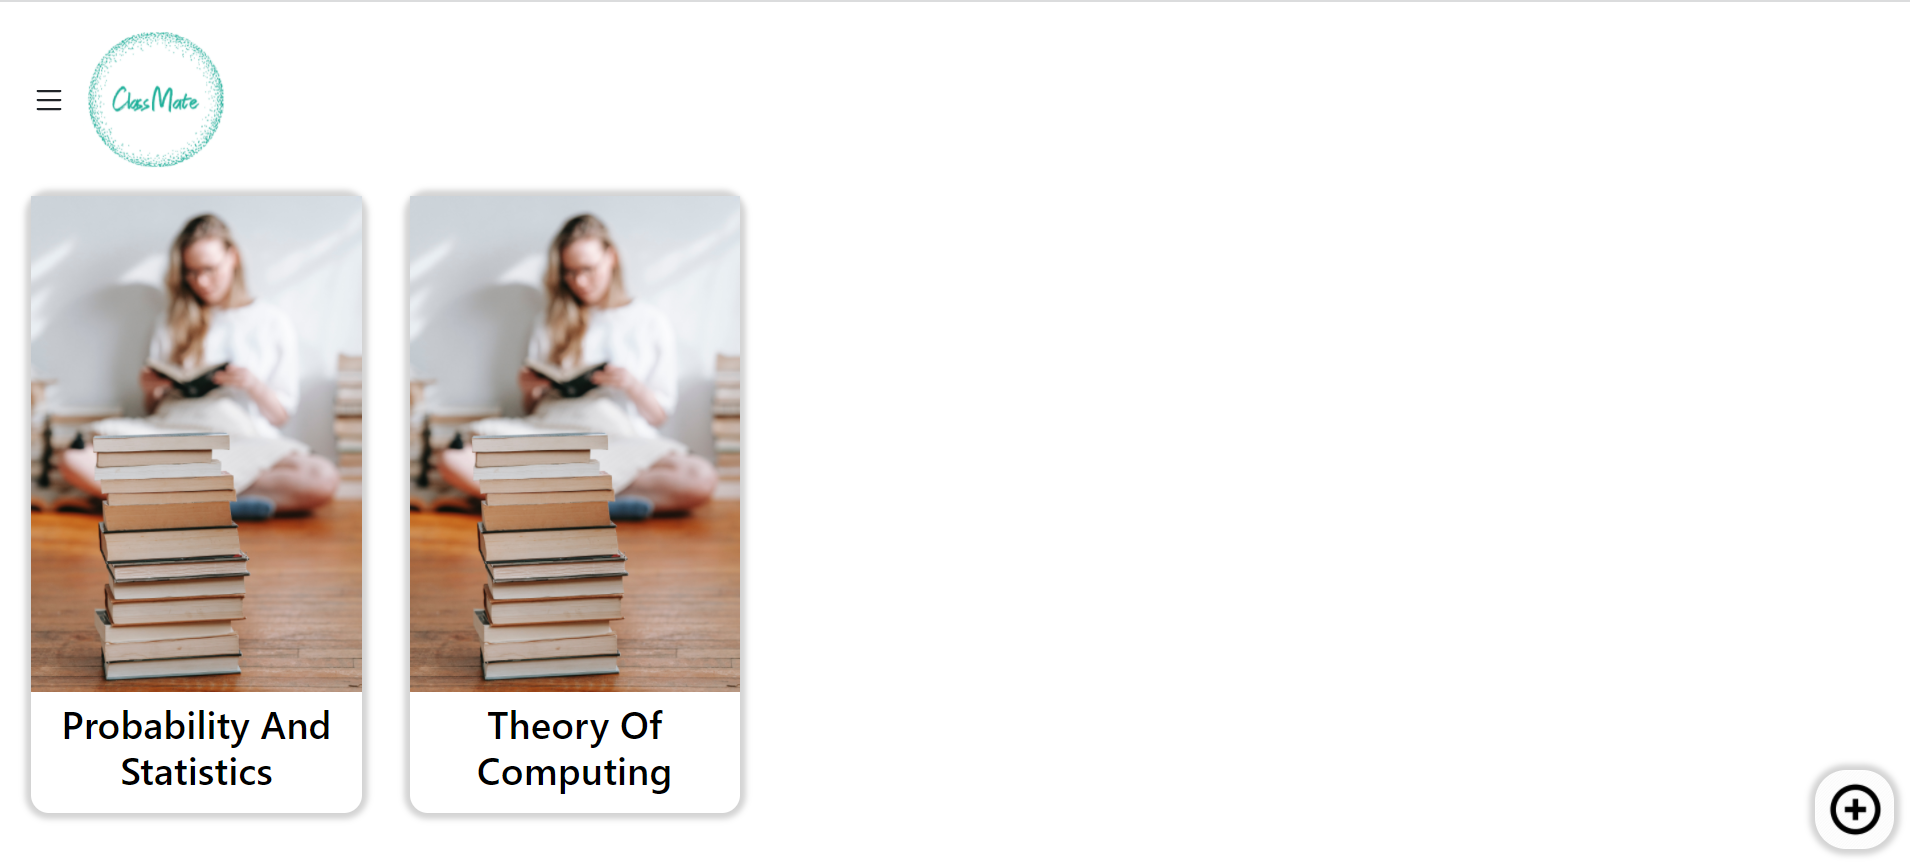 ClassMate
Probability And
Statistics
Theory Of
Computing